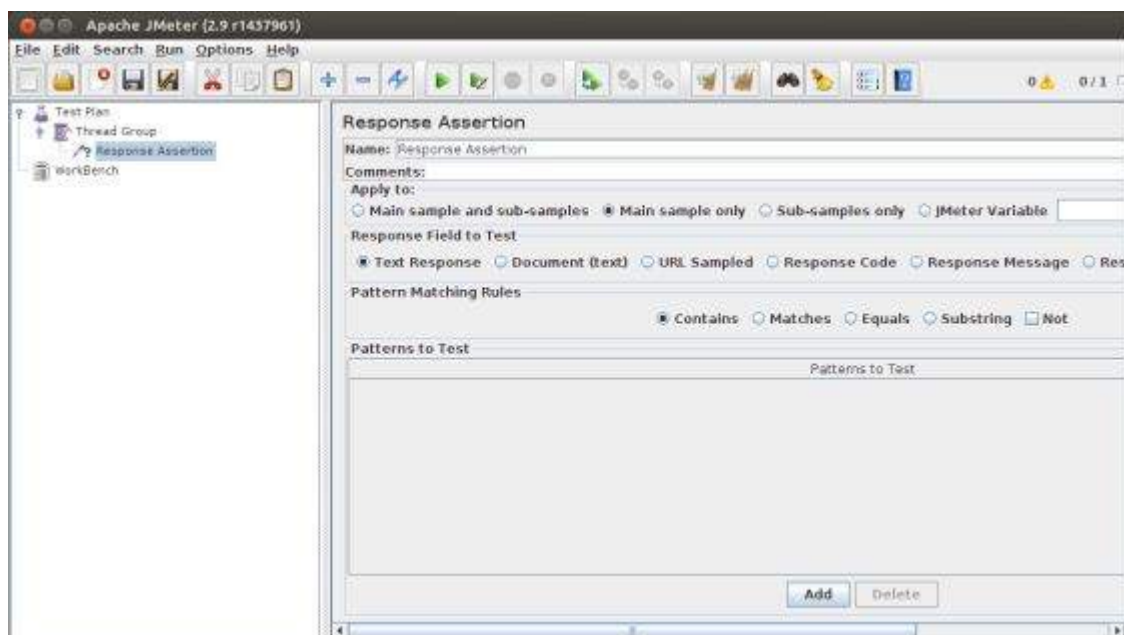 Apache JMeter (2.9 r1437961)
File Edit Search Run Options Help
0 0/1
Test Plan
Thread Group
Response Assertion
WorkBench
Response Assertion
Name: Response Assertion
Comments:
Apply to:
Main sample and sub-samples Main sample only Sub-samples only JMeter Variable
Response Field to Test
Text Response Document (text) URL Sampled Response Code Response Message Res
Pattern Matching Rules
Contains Matches Equals Substring Not
Patterns to Test
Patterns to Test
Add Delete